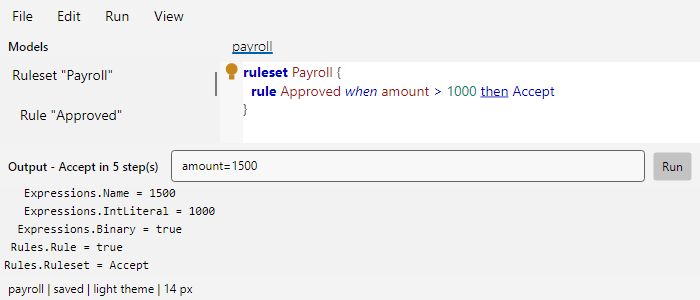 File Edit Run View
Models
payroll
Ruleset "Payroll"
Rule "Approved"
ruleset Payroll {
rule Approved when amount > 1000 then Accept
}
Output - Accept in 5 step(s)
amount=1500
Run
Expressions.Name = 1500
Expressions.IntLiteral = 1000
Expressions.Binary = true
Rules.Rule = true
Rules.Ruleset = Accept
payroll | saved | light theme | 14 px